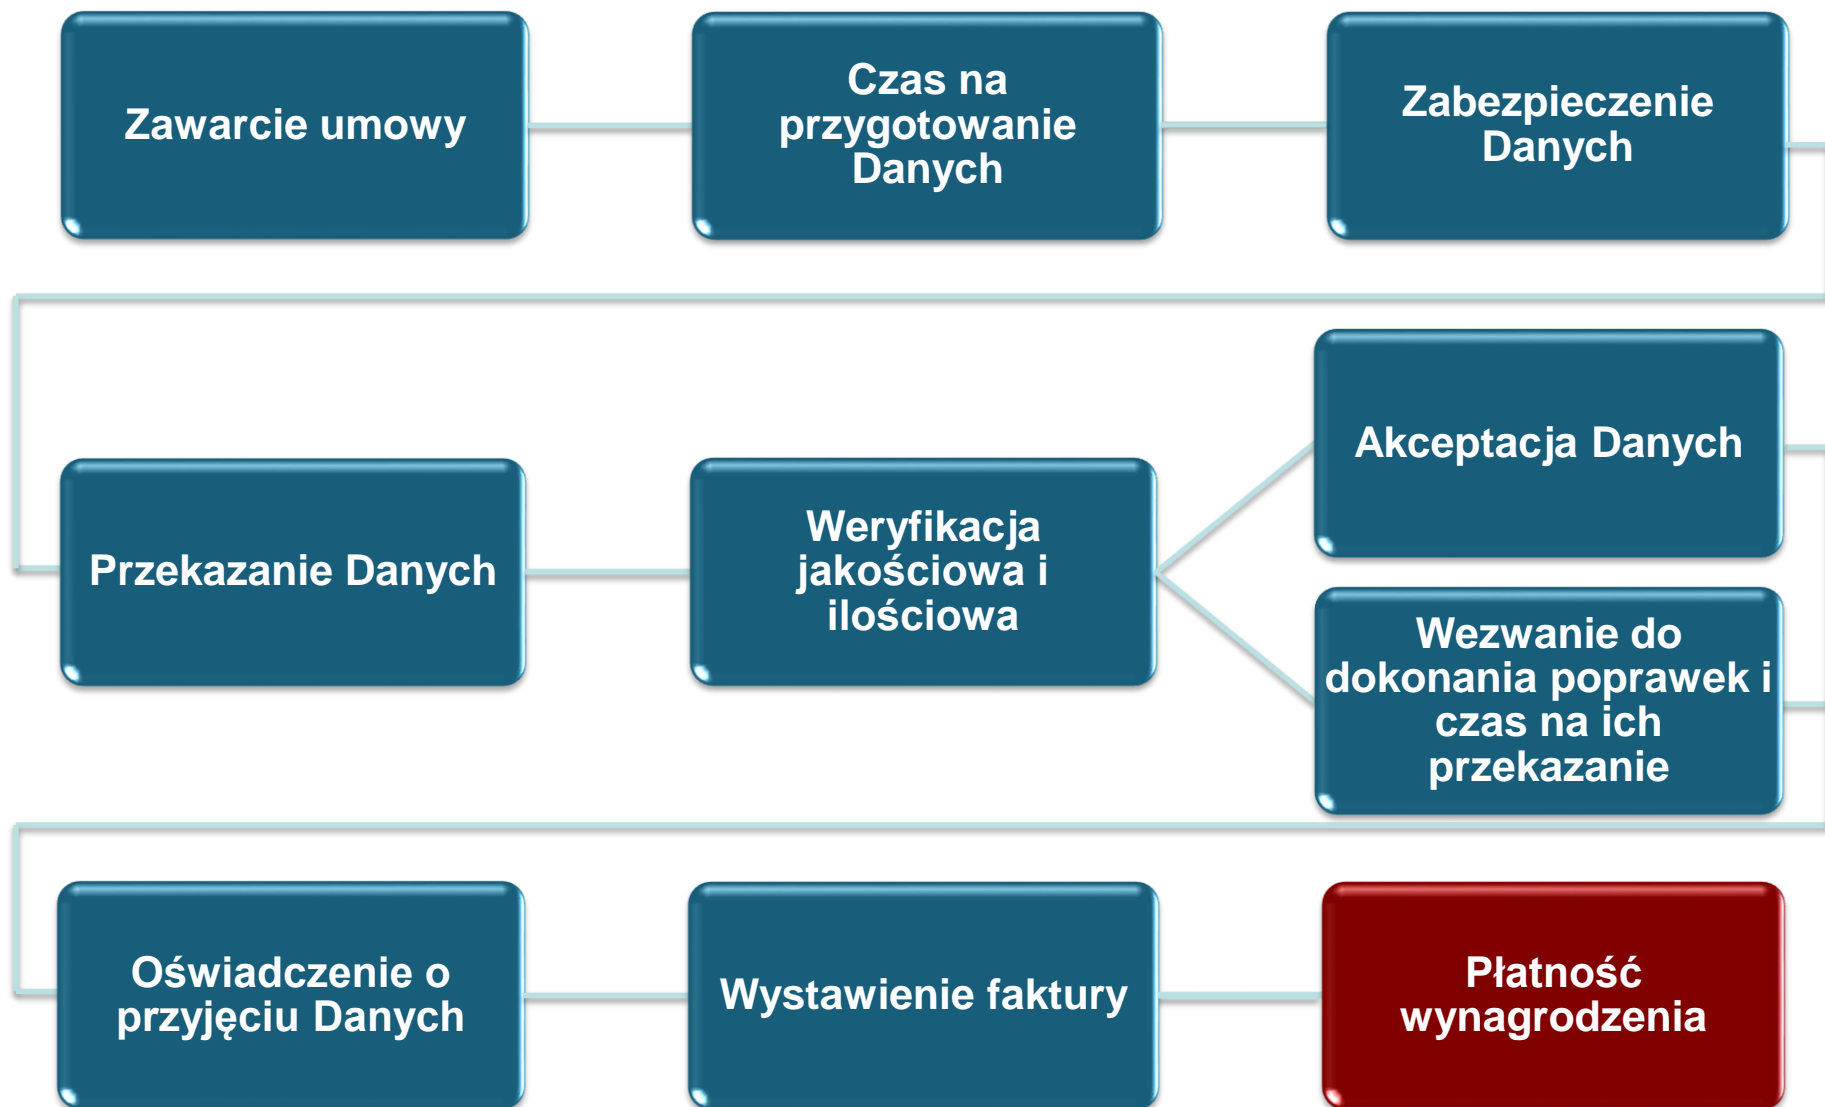 Zawarcie umowy
Czas na
przygotowanie
Danych
Zabezpieczenie
Danych
Przekazanie Danych
Weryfikacja
jakościowa i
ilościowa
Akceptacja Danych
Wezwanie do
dokonania poprawek i
czas na ich
przekazanie
Oświadczenie o
przyjęciu Danych
Wystawienie faktury
Płatność
wynagrodzenia